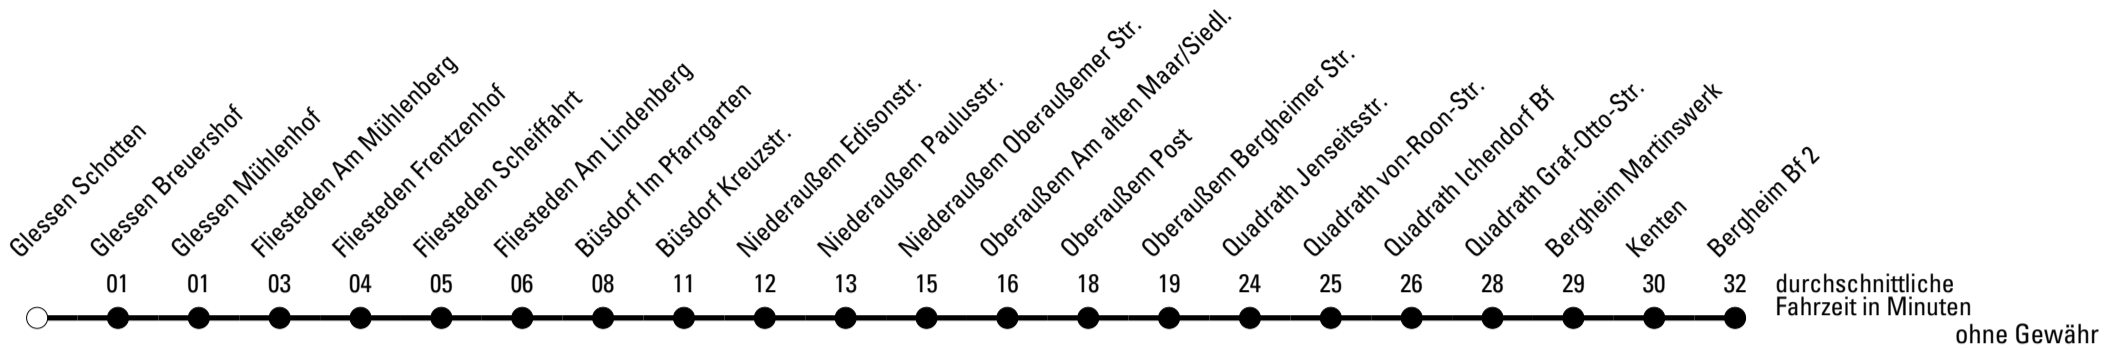 Glessen Schotten
Glessen Breuershof
Glessen Mühlenhof
Fliesteden Am Mühlenberg
Fliesteden Frentzenhof
Fliesteden Scheiffahrt
Fliesteden Am Lindenberg
Büsdorf Im Pfarrgarten
Büsdorf Kreuzstr.
Niederaußem Edisonstr.
Niederaußem Paulusstr.
Niederaußem Oberaußemer Str.
Oberaußem Am alten Maar/Siedl.
Oberaußem Post
Oberaußem Bergheimer Str.
Quadrath Jenseitsstr.
Quadrath von-Roon-Str.
Quadrath Ichendorf Bf
Quadrath Graf-Otto-Str.
Bergheim Martinswerk
Kenten
Bergheim Bf 2
01 01 03 04 05 06 08 11 12 13 15 16 18 19 24 25 26 28 29 30 32 durchschnittliche
Fahrzeit in Minuten
ohne Gewähr